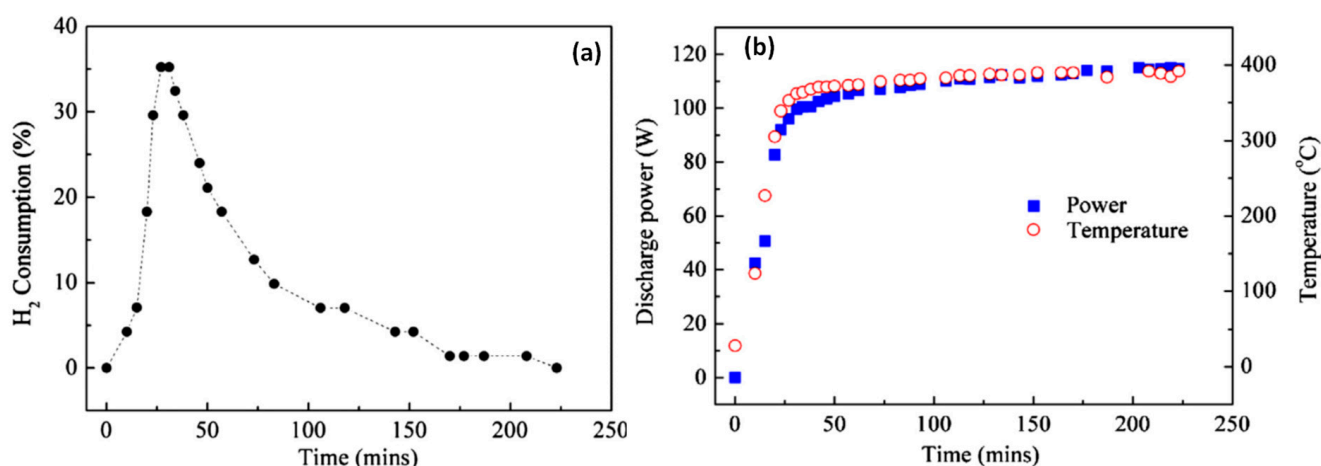 (a)
H₂ Consumption (%)
40
30
20
10
0
0 50 100 150 200 250
Time (mins)
(b)
Discharge power (W)
120
100
80
60
40
20
0
Power
Temperature
400
300
200
100
0
Temperature (°C)
0 50 100 150 200 250
Time (mins)